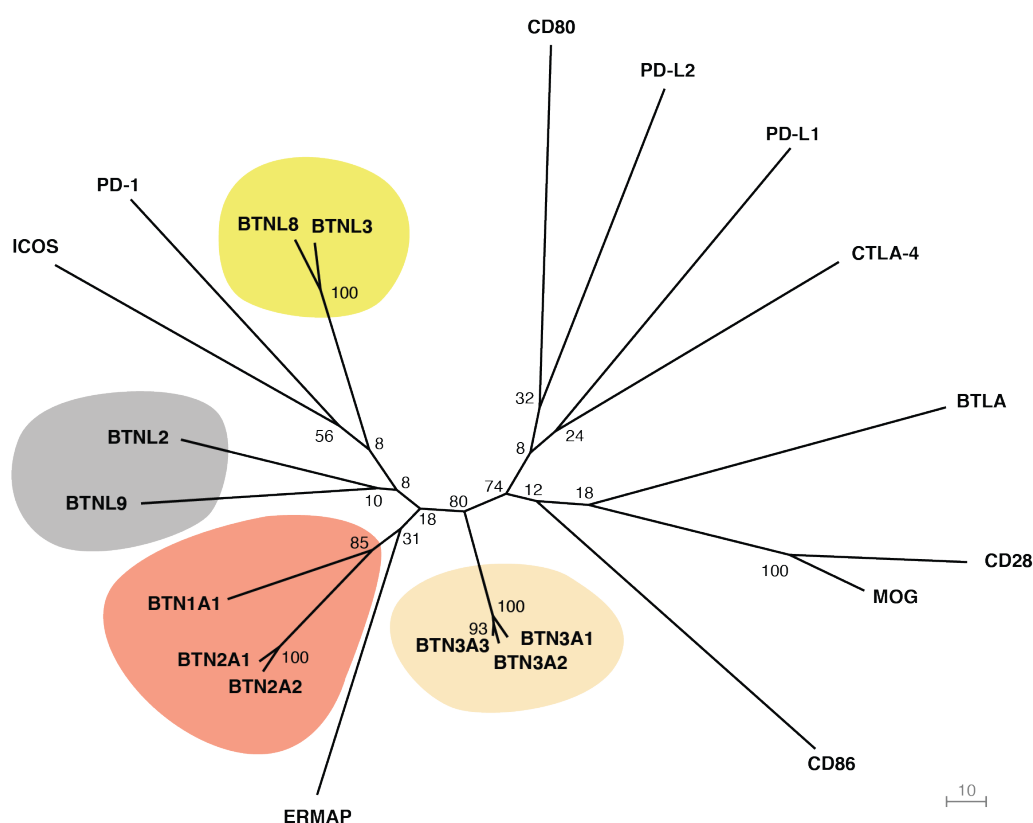 CD80
PD-L2
PD-L1
PD-1
BTNL8 BTNL3
ICOS
CTLA-4
100
32
BTLA
56
8
24
BTNL2
8
8
74
12
18
10
80
BTNL9
18
31
85
CD28
100
MOG
BTN1A1
100
93
BTN3A3
BTN3A1
BTN2A1
100
BTN3A2
BTN2A2
CD86
10
ERMAP